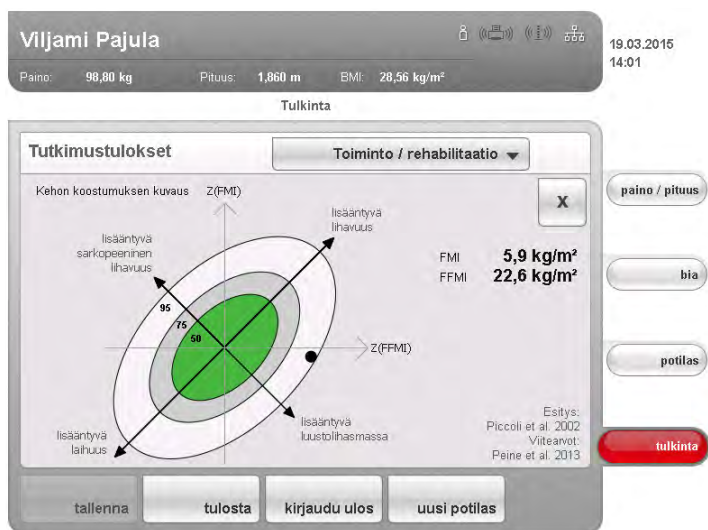 Viljami Pajula
Paino: 98,80 kg Pituus: 1,860 m BMI: 28,56 kg/m²
19.03.2015
14:01
Tulkinta
Tutkimustulokset
Toiminto / rehabilitaatio
Kehon koostumuksen kuvaus
Z(FMI)
X
lisääntyvä
lihavuus
lisääntyvä
sarkopeeninen
lihavuus
95
75
50
Z(FFMI)
lisääntyvä
laihuus
lisääntyvä
luustolihasmassa
FMI 5,9 kg/m²
FFMI 22,6 kg/m²
Esitys:
Piccoli et al. 2002
Viitearvot:
Peine et al. 2013
paino / pituus
bia
potilas
tulkinta
tallenna
tulosta
kirjaudu ulos
uusi potilas